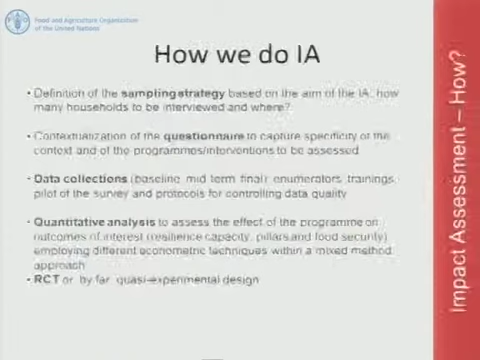 Food and Agriculture Organization
of the United Nations
How we do IA
• Definition of the sampling strategy based on the aim of the IA: how
many households to be interviewed and where?
• Contextualization of the questionnaire to capture specificity of the
context and of the programmes/interventions to be assessed
• Data collections (baseline mid term final) enumerators trainings,
pilot of the survey and protocols for controlling data quality
• Quantitative analysis to assess the effect of the programme on
outcomes of interest (resilience capacity, pillars and food security)
employing different econometric techniques within a mixed method
approach
• RCT or by far quasi-experimental design
Impact Assessment – How?